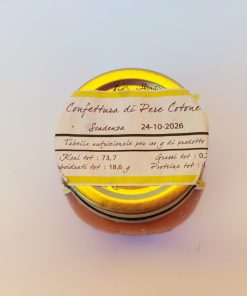 Confettura di Pere Cotone
Scadenza 24-10-2026
Tabella nutrizionale per 100 g di prodotto
Kcal tot : 73,7 Grassi tot : 0,
Carboidrati tot : 18,6 g Proteine tot :